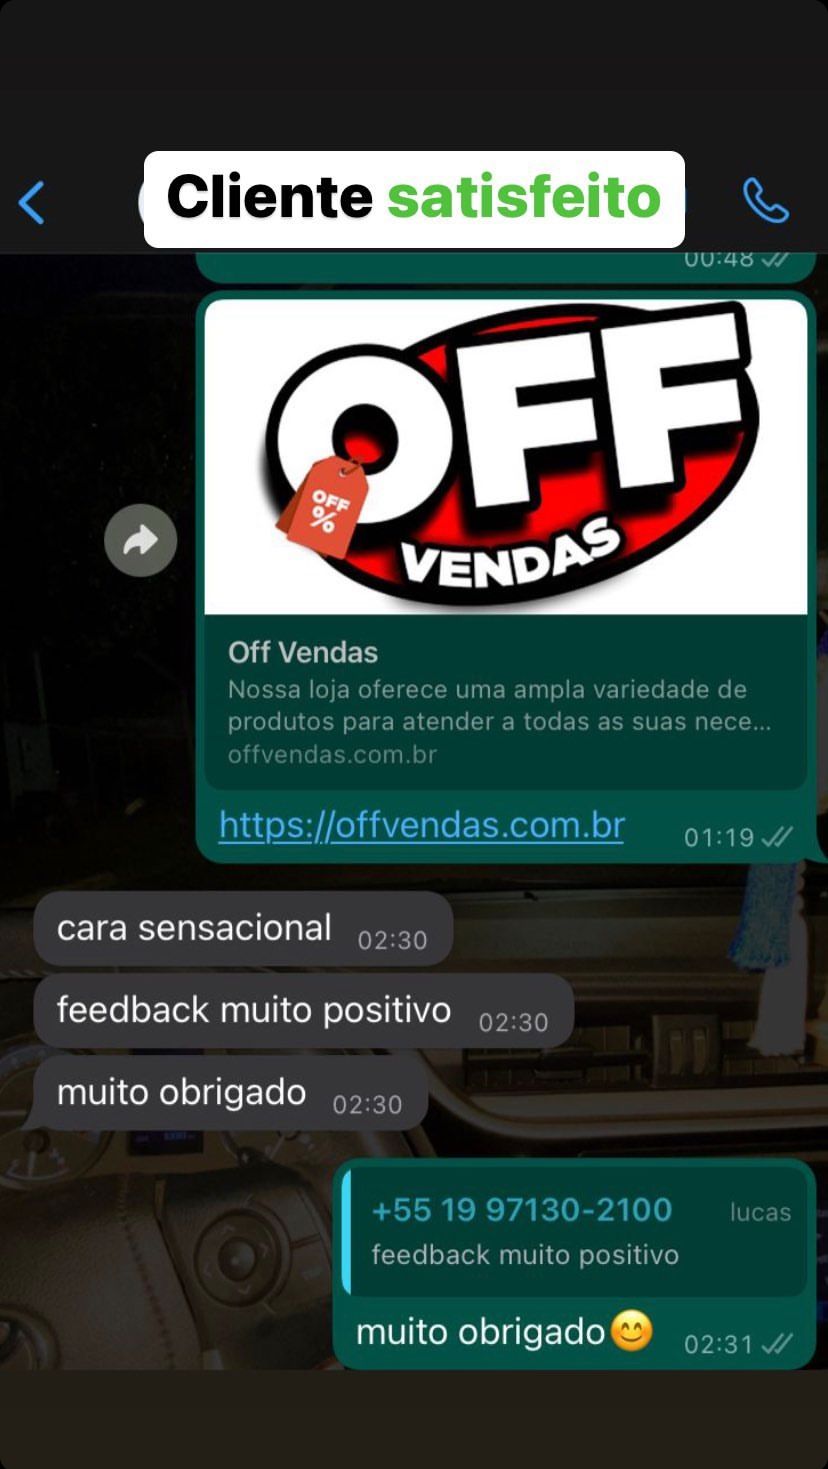 Cliente satisfeito
00:48
OFF
OFF
%
VENDAS
Off Vendas
Nossa loja oferece uma ampla variedade de
produtos para atender a todas as suas nece...
offvendas.com.br
https://offvendas.com.br 01:19
cara sensacional 02:30
feedback muito positivo 02:30
muito obrigado 02:30
+55 19 97130-2100 lucas
feedback muito positivo
muito obrigado😊 02:31